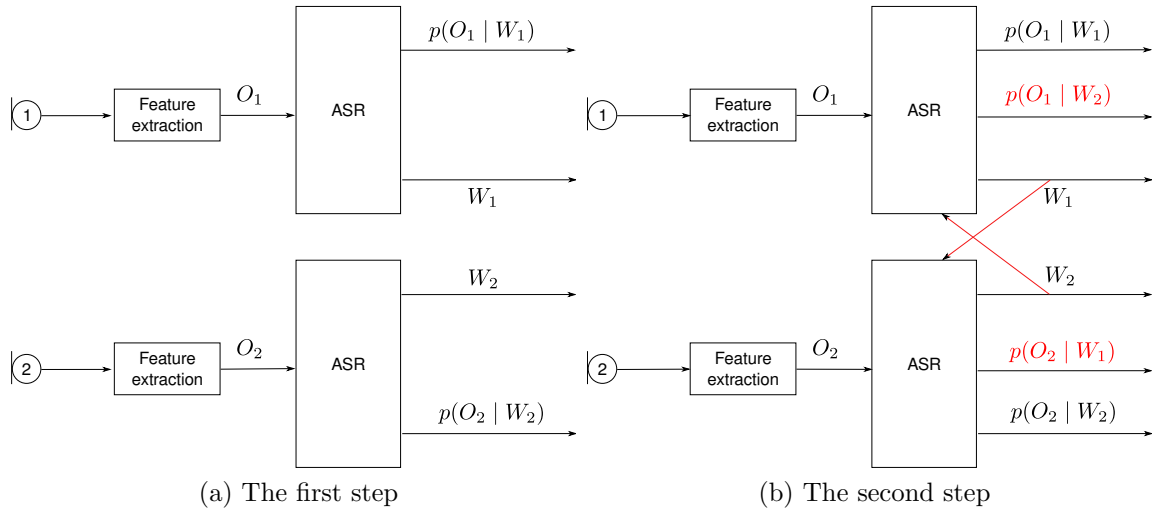 p(O₁ | W₁)
1
Feature
extraction
O₁
ASR
W₁
W₂
2
Feature
extraction
O₂
ASR
p(O₂ | W₂)
(a) The first step
p(O₁ | W₁)
1
Feature
extraction
O₁
ASR
p(O₁ | W₂)
W₁
W₂
2
Feature
extraction
O₂
ASR
p(O₂ | W₁)
p(O₂ | W₂)
(b) The second step